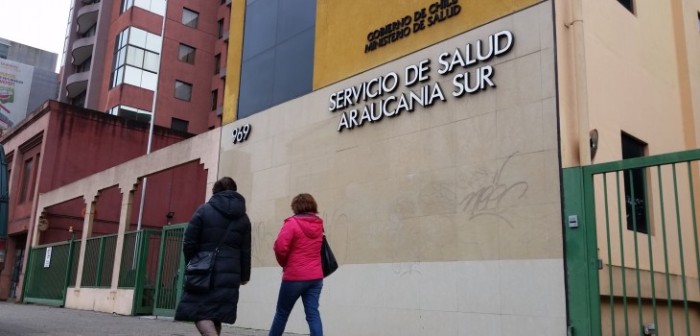 GOBIERNO DE CHILE
MINISTERIO DE SALUD
SERVICIO DE SALUD
ARAUCANIA SUR
969